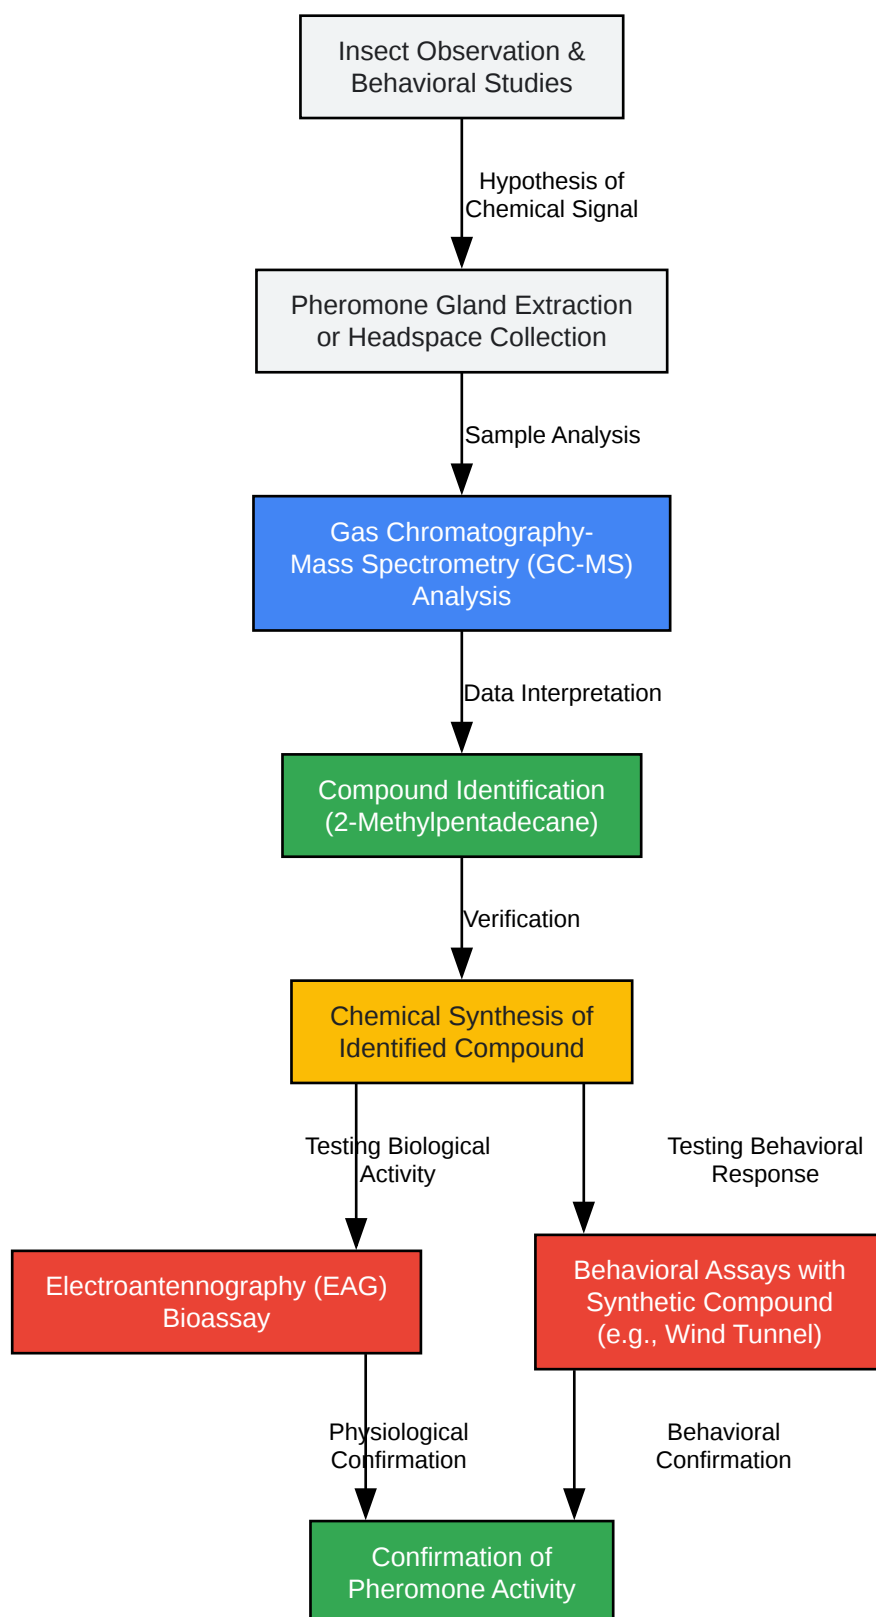 Insect Observation &
Behavioral Studies
Hypothesis of
Chemical Signal
Pheromone Gland Extraction
or Headspace Collection
Sample Analysis
Gas Chromatography-
Mass Spectrometry (GC-MS)
Analysis
Data Interpretation
Compound Identification
(2-Methylpentadecane)
Verification
Chemical Synthesis of
Identified Compound
Testing Biological
Activity
Testing Behavioral
Response
Electroantennography (EAG)
Bioassay
Behavioral Assays with
Synthetic Compound
(e.g., Wind Tunnel)
Physiological
Confirmation
Behavioral
Confirmation
Confirmation of
Pheromone Activity